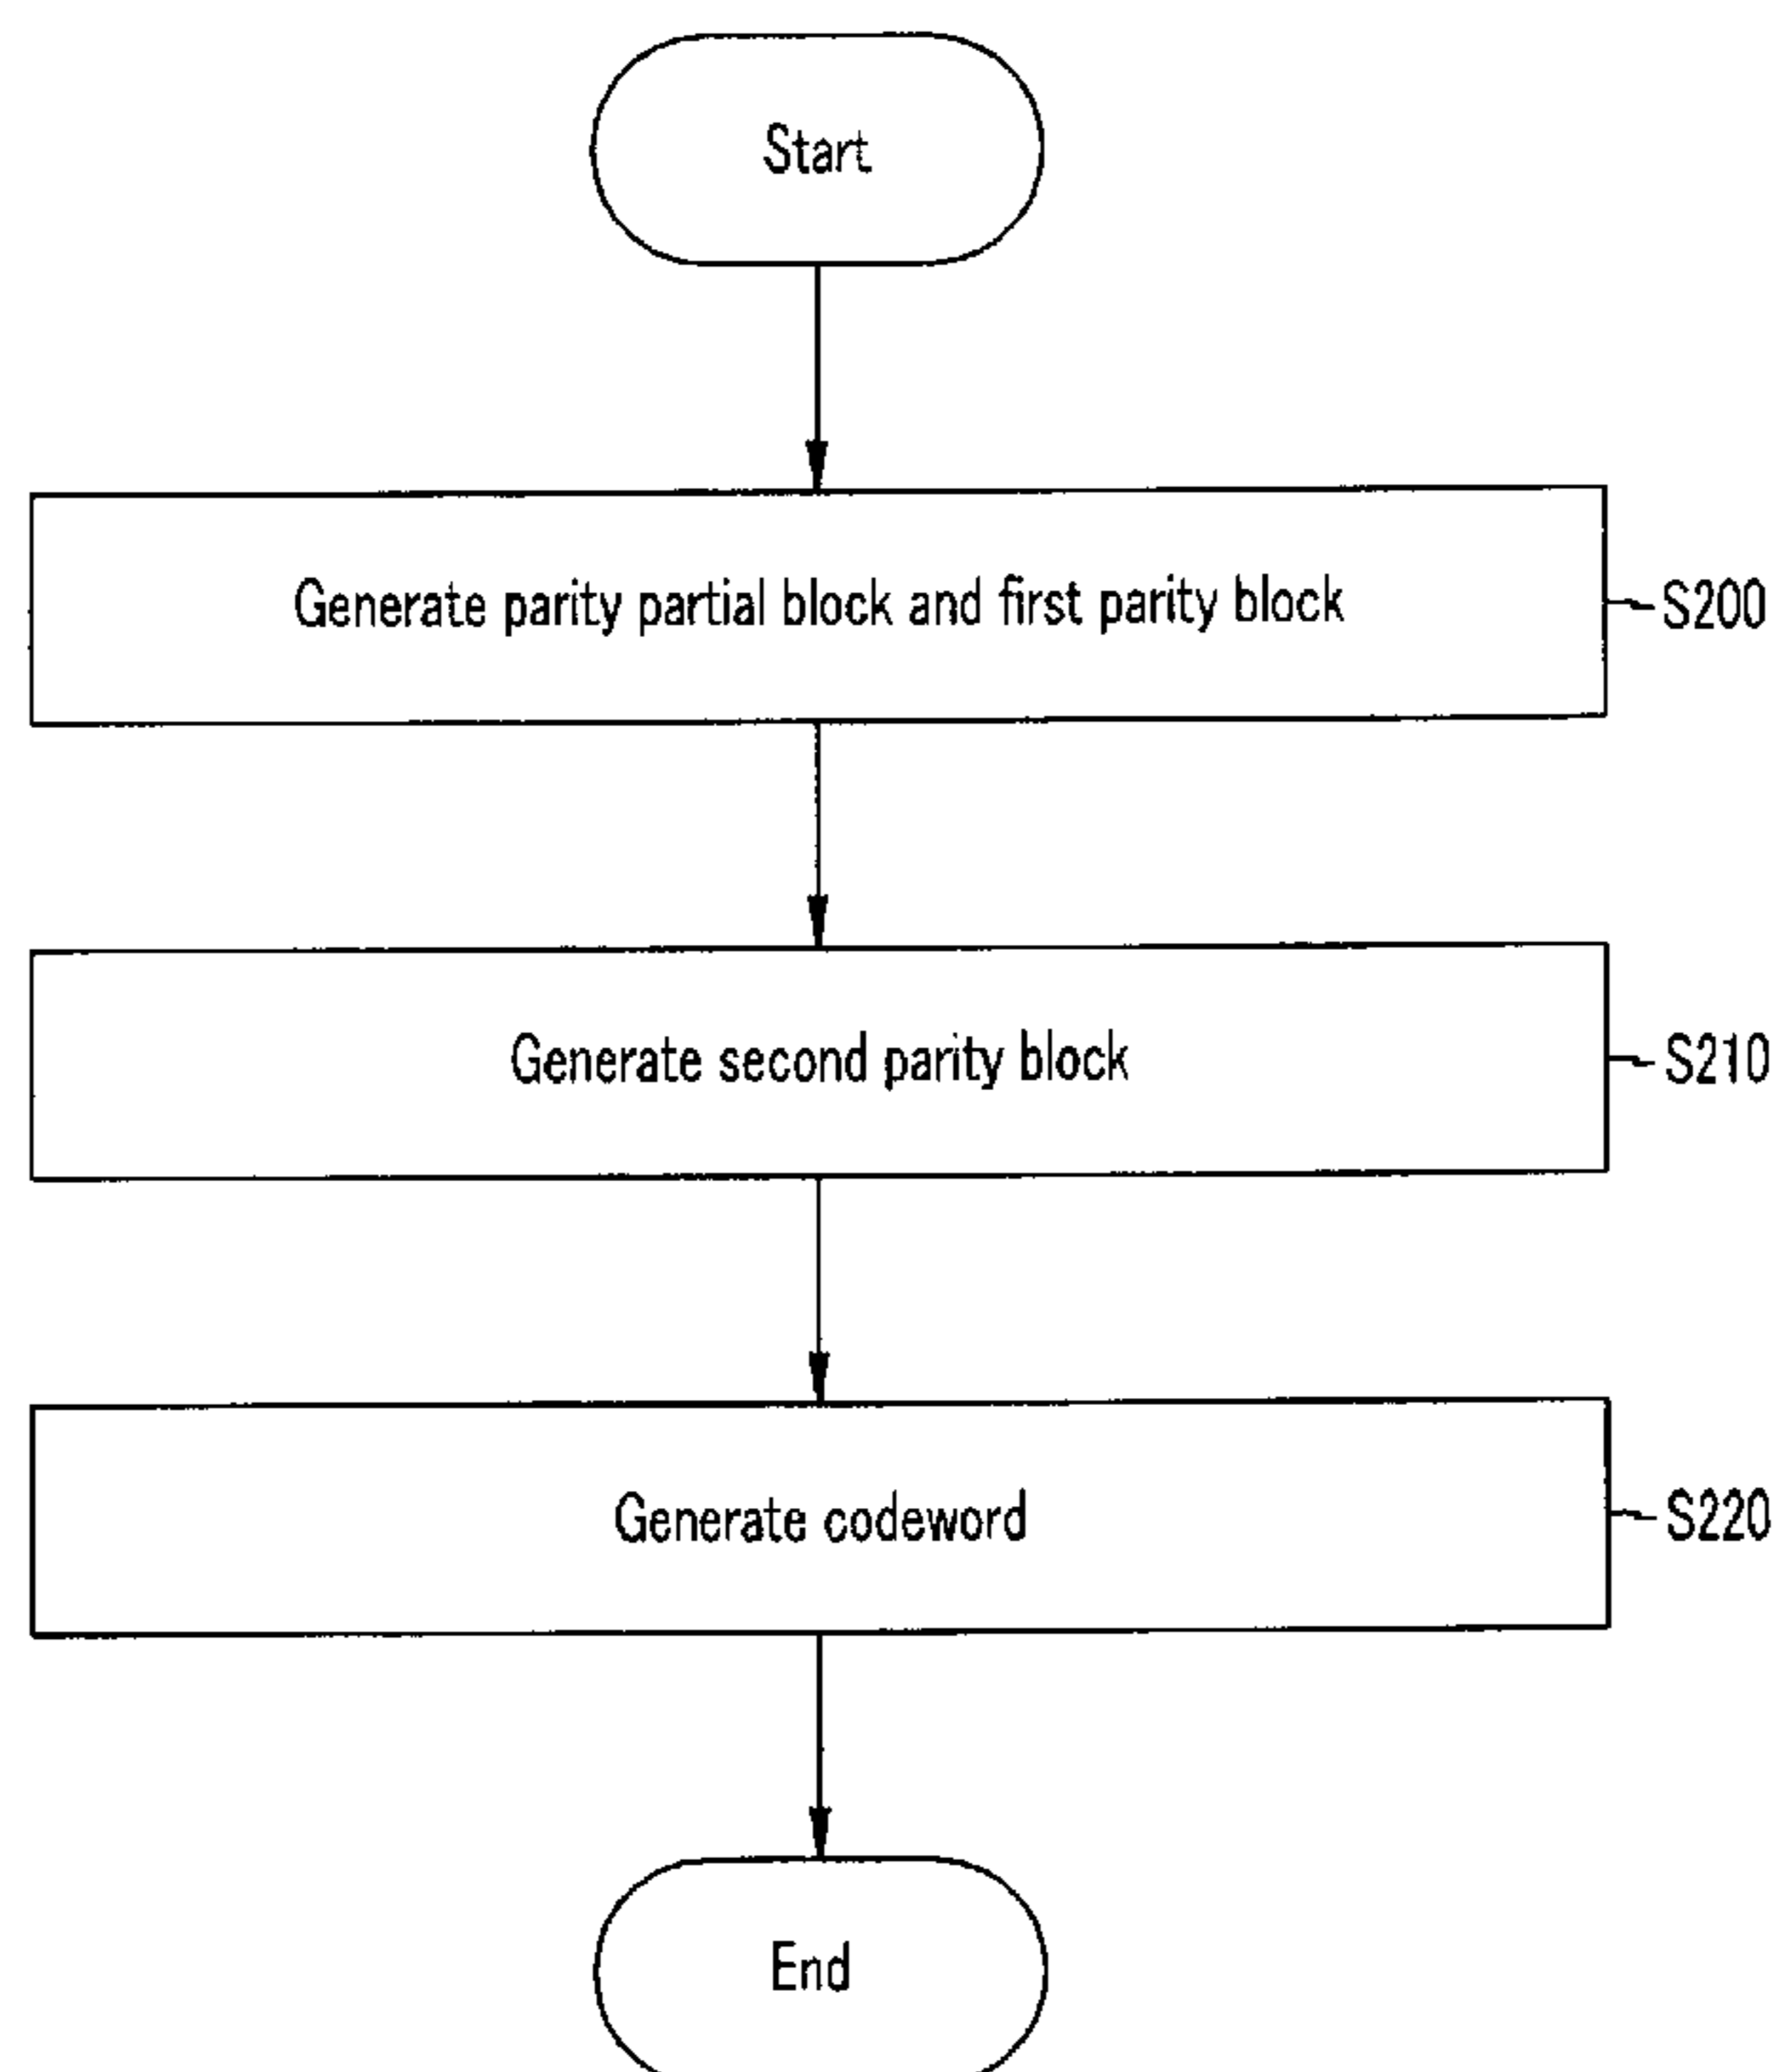 Start
Generate parity partial block and first parity block
S200
Generate second parity block
S210
Generate codeword
S220
End